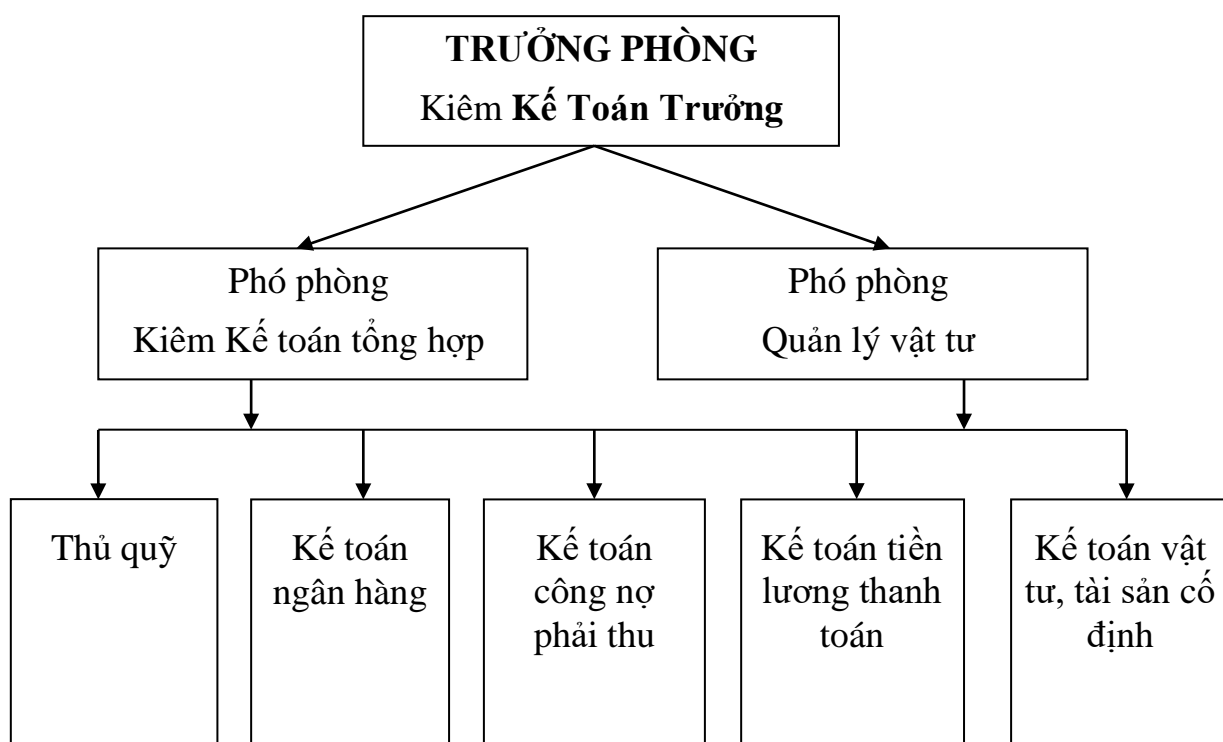 TRƯỞNG PHÒNG
Kiêm Kế Toán Trưởng
Phó phòng
Kiêm Kế toán tổng hợp
Phó phòng
Quản lý vật tư
Thủ quỹ
Kế toán
ngân hàng
Kế toán
công nợ
phải thu
Kế toán tiền
lương thanh
toán
Kế toán vật
tư, tài sản cố
định